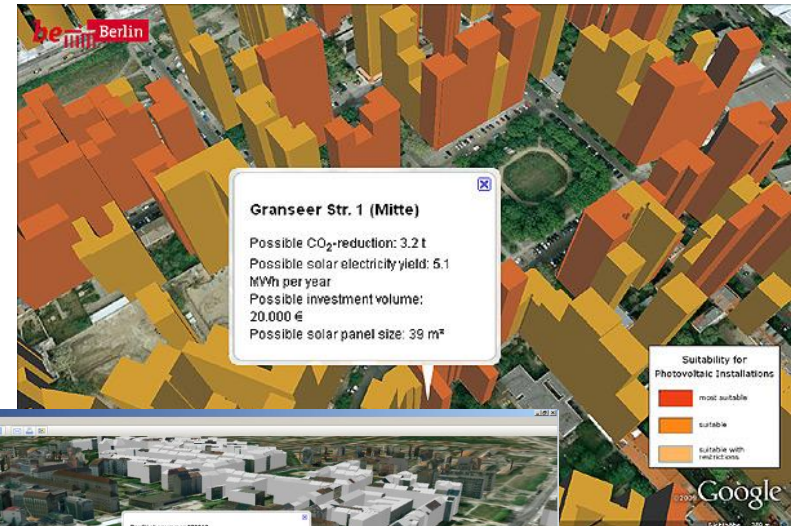 be Berlin
Granseer Str. 1 (Mitte)
Possible CO₂-reduction: 3.2 t
Possible solar electricity yield: 5.1
MWh per year
Possible investment volume:
20.000 €
Possible solar panel size: 39 m²
Suitability for
Photovoltaic Installations
most suitable
suitable
suitable with
restrictions
Google